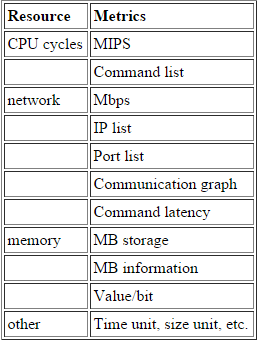 Resource Metrics
CPU cycles MIPS
Command list
network Mbps
IP list
Port list
Communication graph
Command latency
memory MB storage
MB information
Value/bit
other Time unit, size unit, etc.